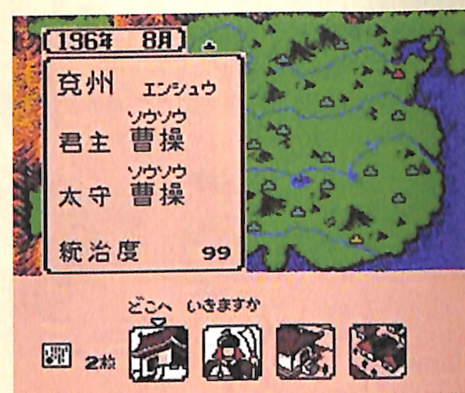 196年 8月
兗州 エンシュウ
ソウソウ
君主 曹操
ソウソウ
太守 曹操
統治度 99
どこへ いきますか
2枚